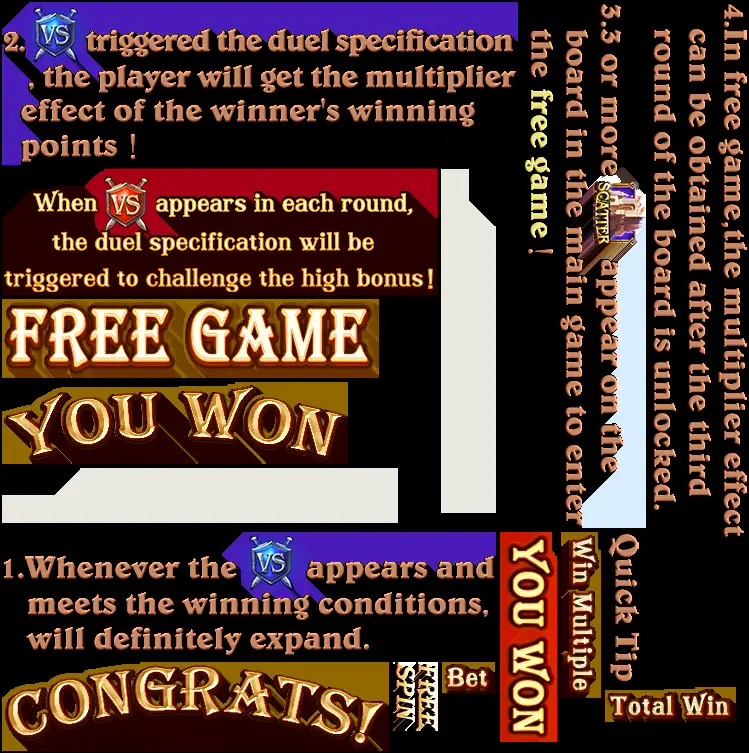 2. VS triggered the duel specification
, the player will get the multiplier
effect of the winner's winning
points !
When VS appears in each round,
the duel specification will be
triggered to challenge the high bonus!
FREE GAME
YOU WON
1.Whenever the VS appears and
meets the winning conditions,
will definitely expand.
CONGRATS!
FREE
SPIN
Bet
YOU WON
Win Multiple
Quick Tip
Total Win
3.3 or more SCATTER appear on the
board in the main game to enter
the free game !
4.In free game,the multiplier effect
can be obtained after the third
round of the board is unlocked.